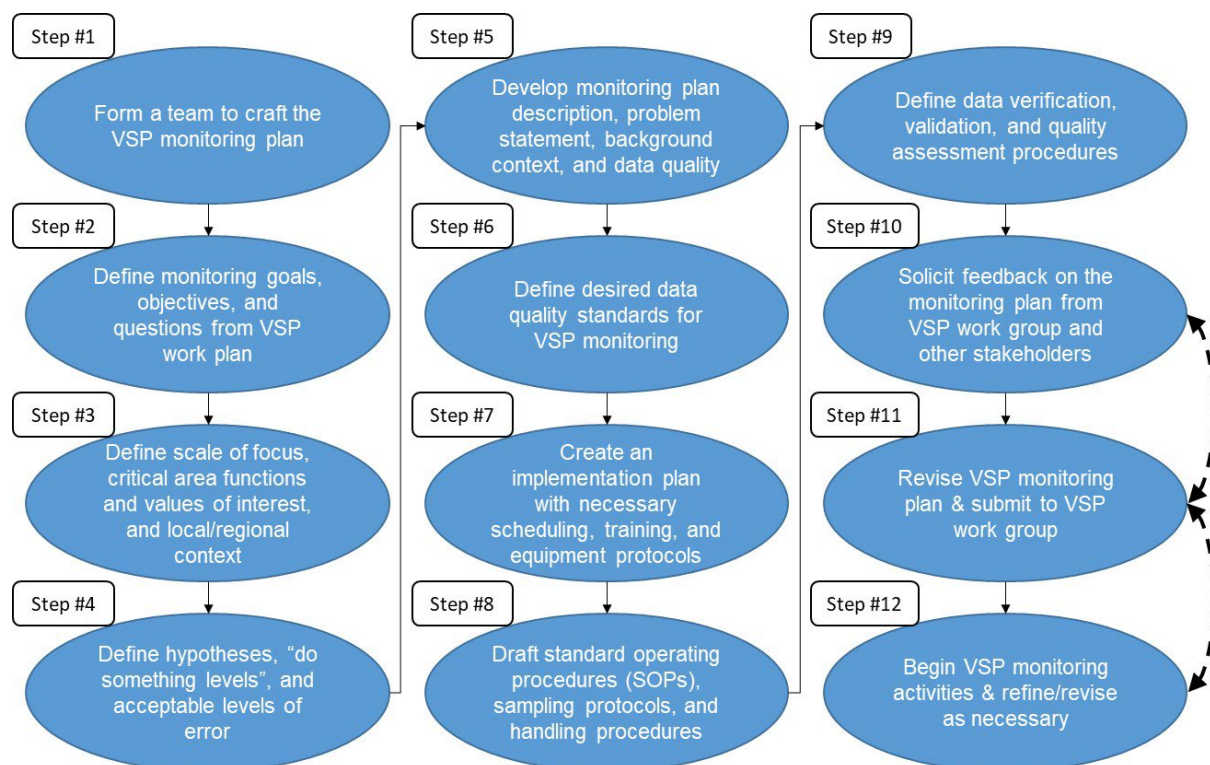 Step #1
Form a team to craft the
VSP monitoring plan
Step #2
Define monitoring goals,
objectives, and
questions from VSP
work plan
Step #3
Define scale of focus,
critical area functions
and values of interest,
and local/regional
context
Step #4
Define hypotheses, “do
something levels”, and
acceptable levels of
error
Step #5
Develop monitoring plan
description, problem
statement, background
context, and data quality
Step #6
Define desired data
quality standards for
VSP monitoring
Step #7
Create an
implementation plan
with necessary
scheduling, training, and
equipment protocols
Step #8
Draft standard operating
procedures (SOPs),
sampling protocols, and
handling procedures
Step #9
Define data verification,
validation, and quality
assessment procedures
Step #10
Solicit feedback on the
monitoring plan from
VSP work group and
other stakeholders
Step #11
Revise VSP monitoring
plan & submit to VSP
work group
Step #12
Begin VSP monitoring
activities & refine/revise
as necessary